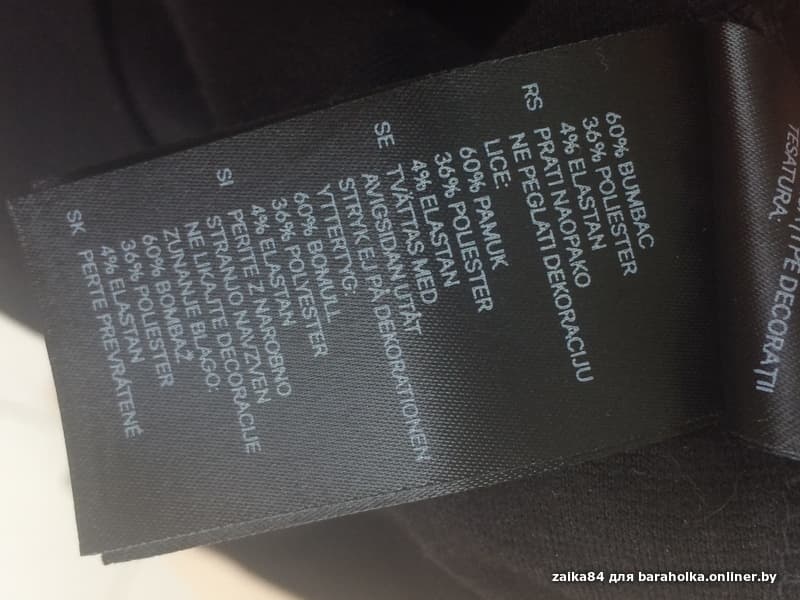 TESATURA:
PE DECORAȚII
60% BUMBAC
36% POLIESTER
4% ELASTAN
RS PRATI NAOPAKO
NE PEGLATI DEKORACIJU
LICE:
60% PAMUK
36% POLIESTER
4% ELASTAN
SE TVÄTTAS MED
AVIGSIDAN UTÅT
STRYK EJ PÅ DEKORATIONEN
YTTERTYG:
60% BOMULL
36% POLYESTER
4% ELASTAN
SI PERITE Z NAROBNO
STRANJO NAVZVEN
NE LIKAJTE DECORACIJE
ZUNANJE BLAGO:
60% BOMBAŽ
36% POLIESTER
4% ELASTAN
SK PERTE PREVRÁTENÉ
zaika84 для baraholka.onliner.by